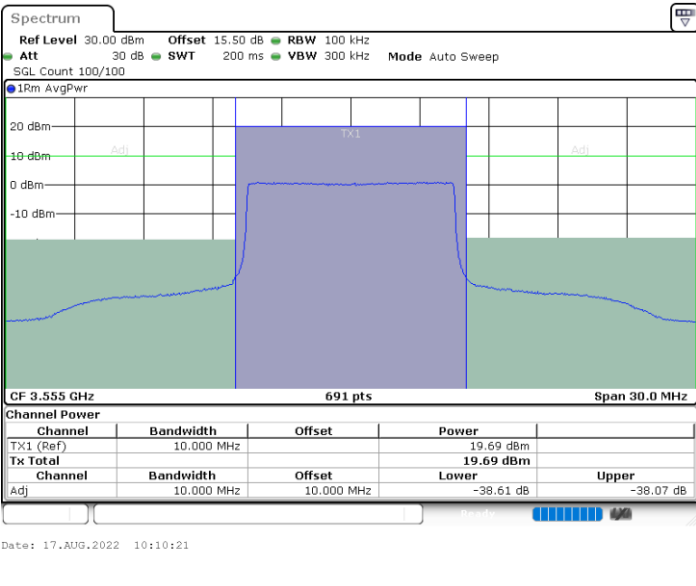 Spectrum
Ref Level 30.00 dBm Offset 15.50 dB RBW 100 kHz
Att 30 dB SWT 200 ms VBW 300 kHz Mode Auto Sweep
SGL Count 100/100
1Rm AvgPwr
20 dBm
TX1
10 dBm Adj Adj
0 dBm
-10 dBm
CF 3.555 GHz 691 pts Span 30.0 MHz
Channel Power
Channel Bandwidth Offset Power
TX1 (Ref) 10.000 MHz 19.69 dBm
Tx Total 19.69 dBm
Channel Bandwidth Offset Lower Upper
Adj 10.000 MHz 10.000 MHz -38.61 dB -38.07 dB
Ready
Date: 17.AUG.2022 10:10:21